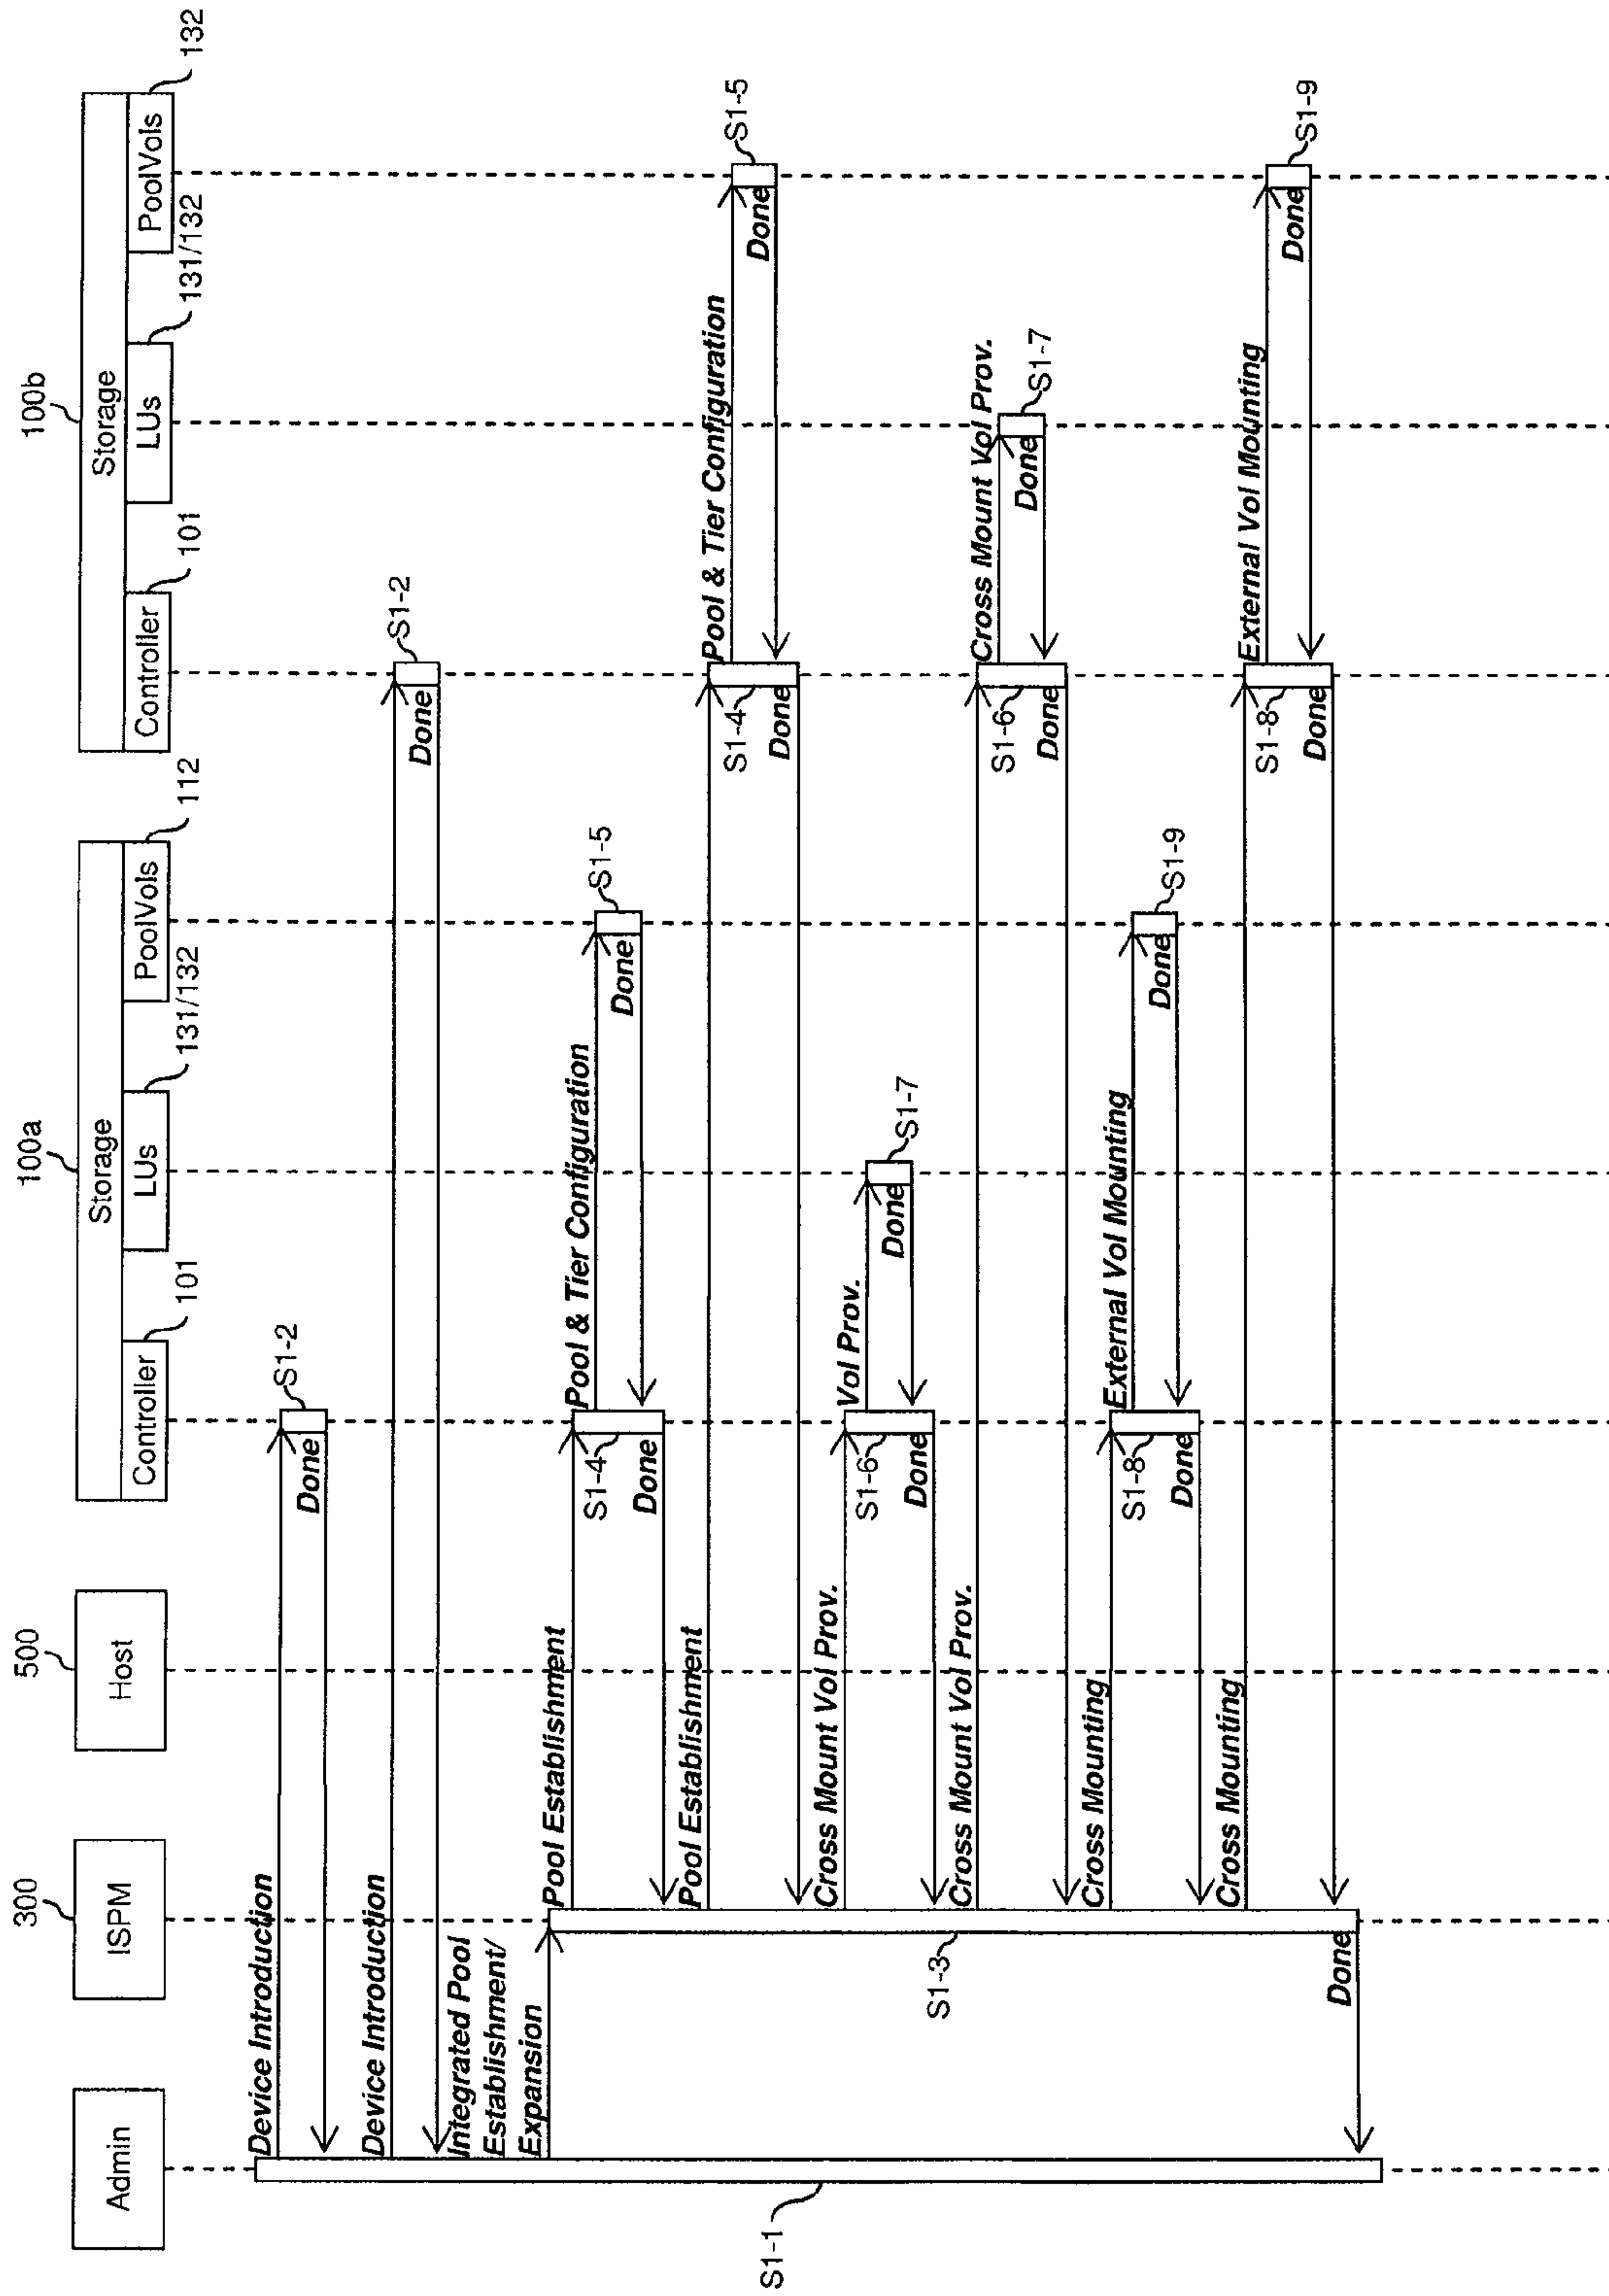 100a
100b
300
500
Storage
Storage
Admin
ISPM
Host
Controller
LUs
PoolVols
Controller
LUs
PoolVols
101
131/132
112
101
131/132
132
Device Introduction
S1-2
Done
Device Introduction
S1-2
Done
Integrated Pool
Establishment/
Expansion
Pool Establishment
Pool & Tier Configuration
S1-5
S1-4
Done
Done
Pool Establishment
Pool & Tier Configuration
S1-5
S1-4
Done
Done
S1-1
S1-3
Cross Mount Vol Prov.
Vol Prov.
S1-7
S1-6
Done
Done
Cross Mount Vol Prov.
Cross Mount Vol Prov.
S1-7
S1-6
Done
Done
Cross Mounting
External Vol Mounting
S1-9
S1-8
Done
Done
Cross Mounting
External Vol Mounting
S1-9
S1-8
Done
Done
Done